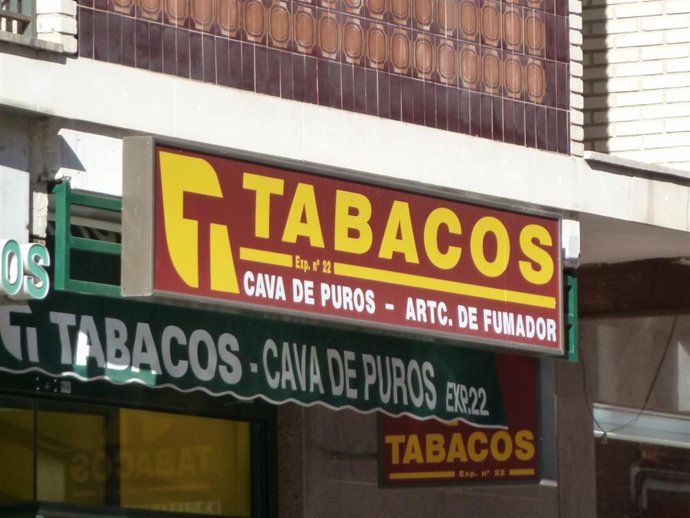 TABACOS
Exp. nº 22
CAVA DE PUROS - ARTC. DE FUMADOR
OS
TABACOS - CAVA DE PUROS EXP.22
TABACOS
Exp. nº 22
TABACOS